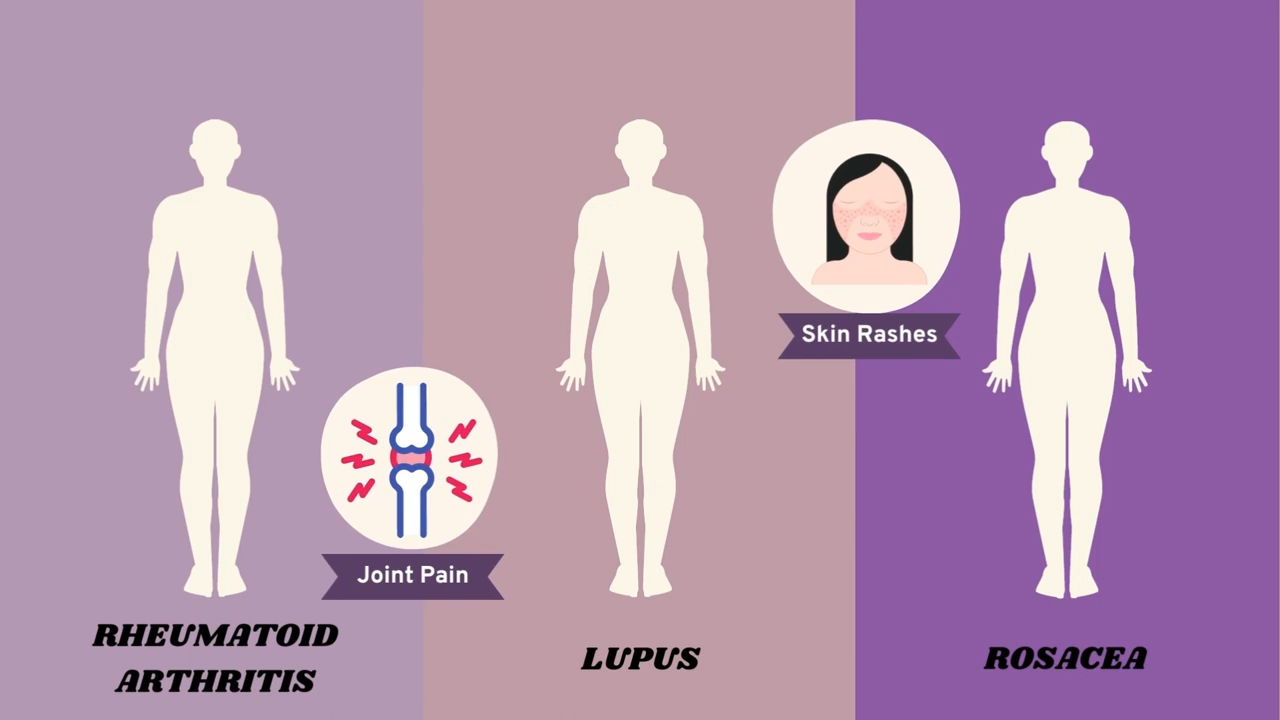 Skin Rashes
Joint Pain
RHEUMATOID
ARTHRITIS
LUPUS
ROSACEA